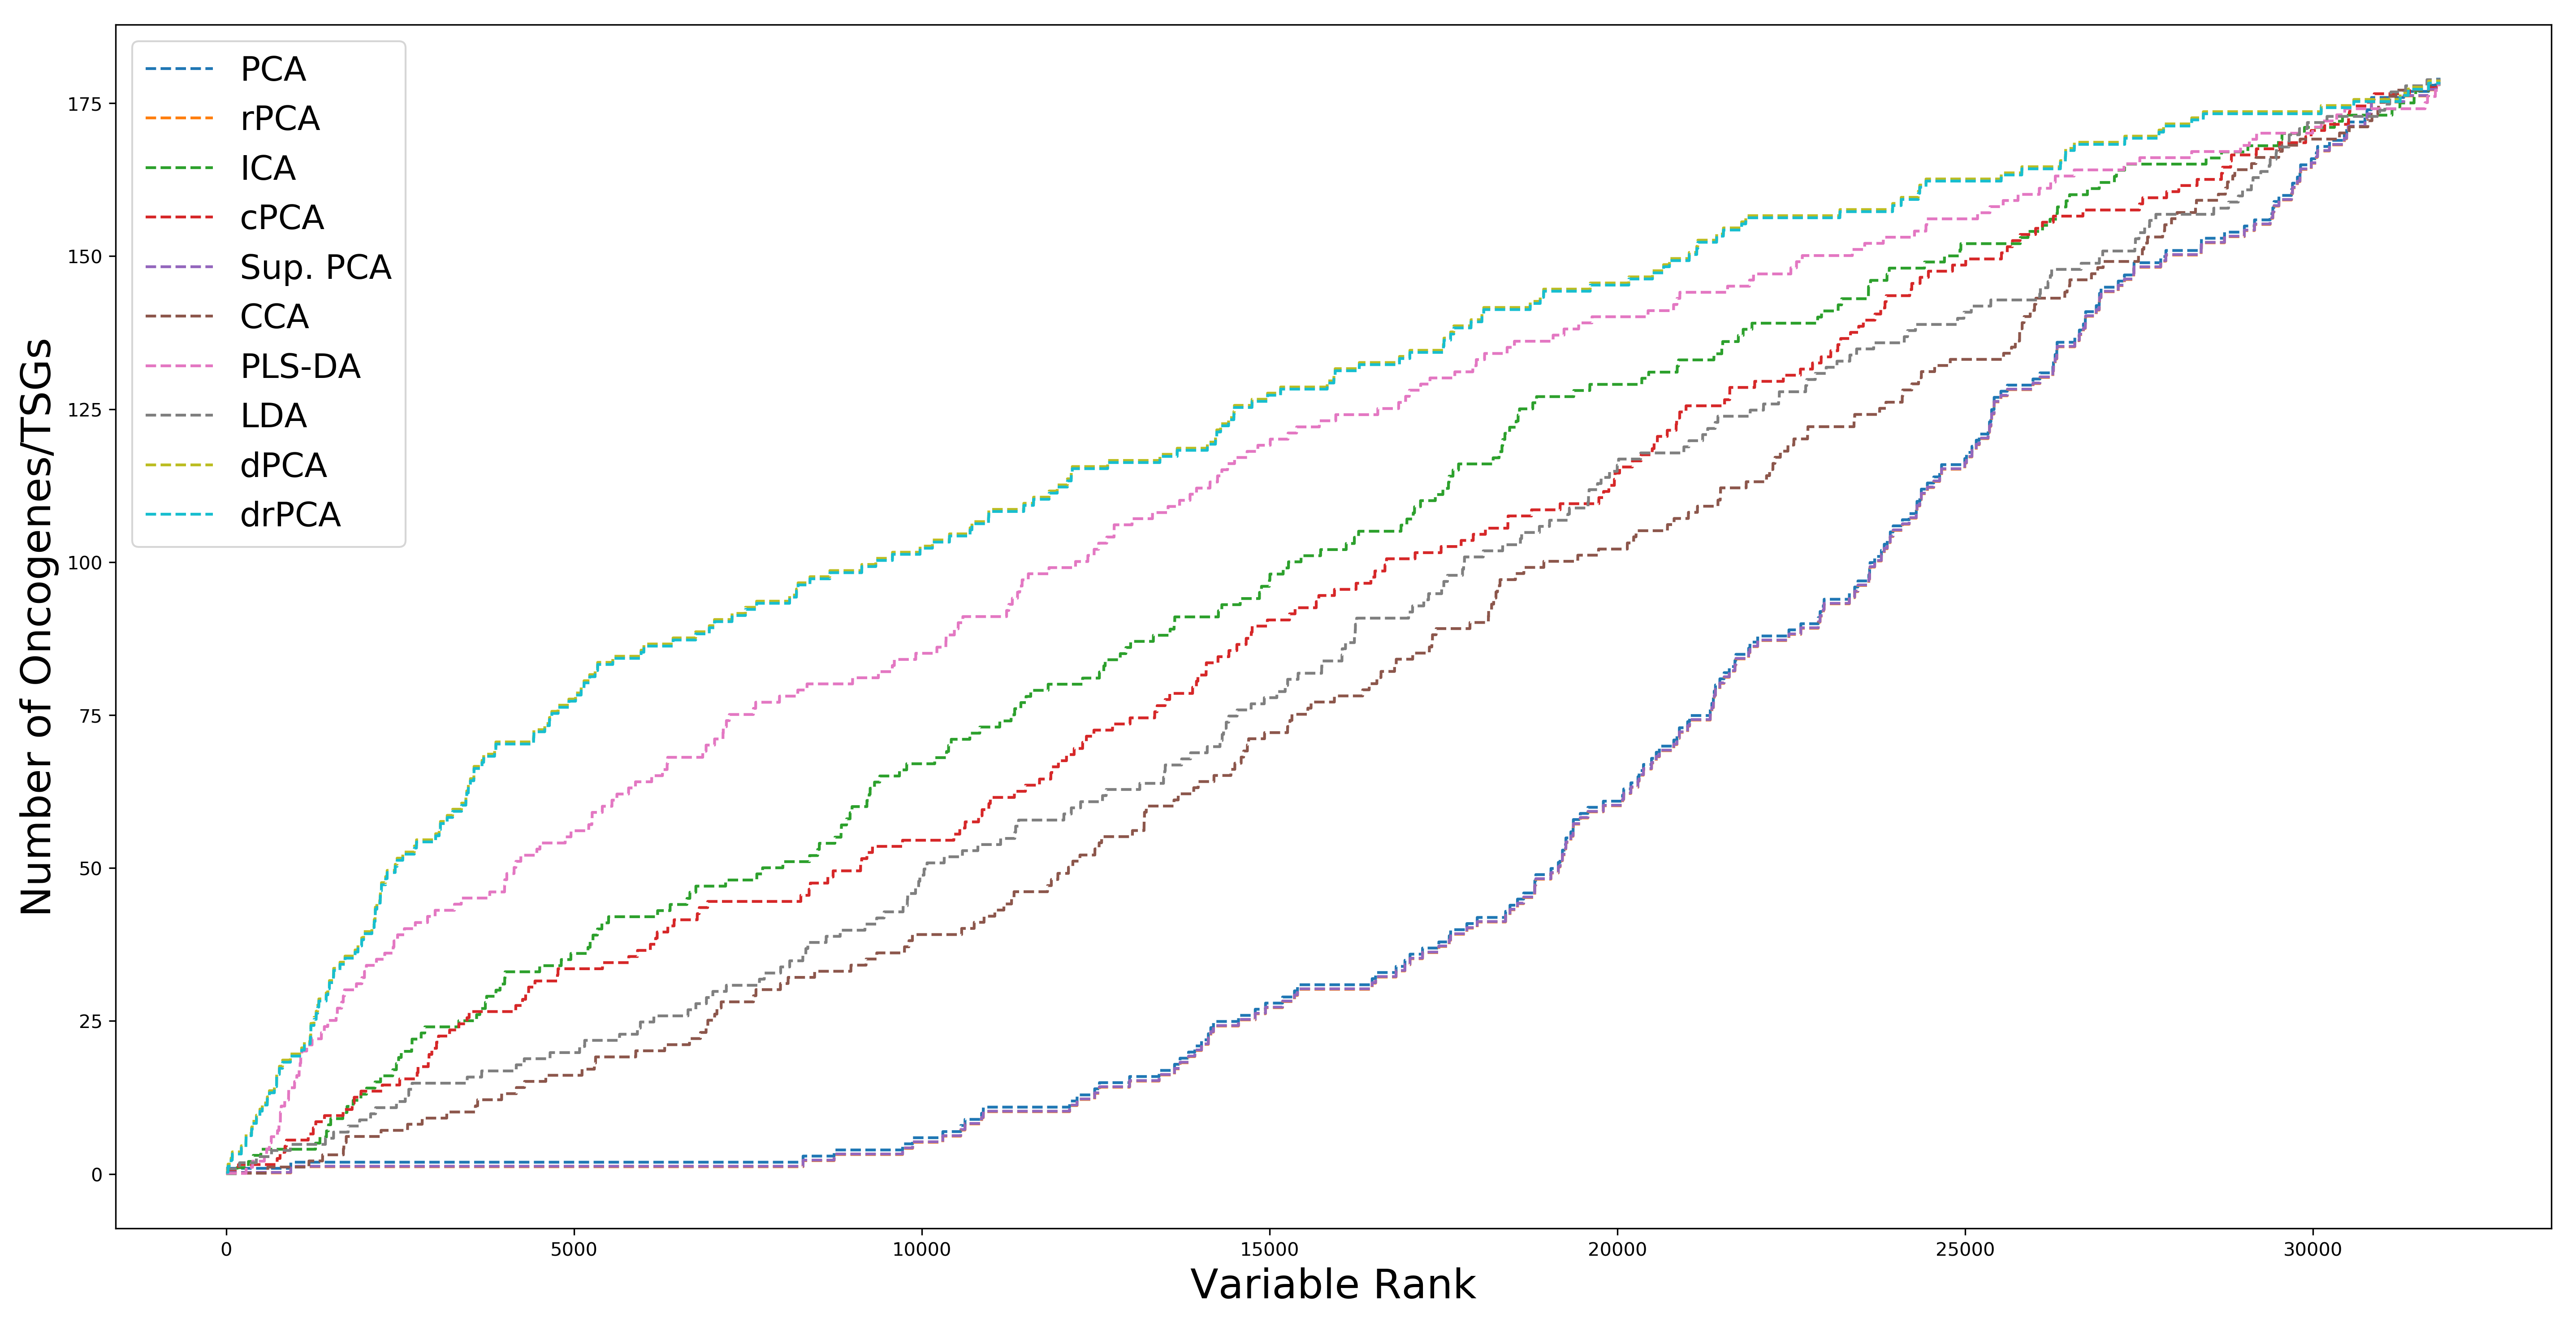 PCA
rPCA
ICA
cPCA
Sup. PCA
CCA
PLS-DA
LDA
dPCA
drPCA
Number of Oncogenes/TSGs
175
150
125
100
75
50
25
0
0 5000 10000 15000 20000 25000 30000
Variable Rank